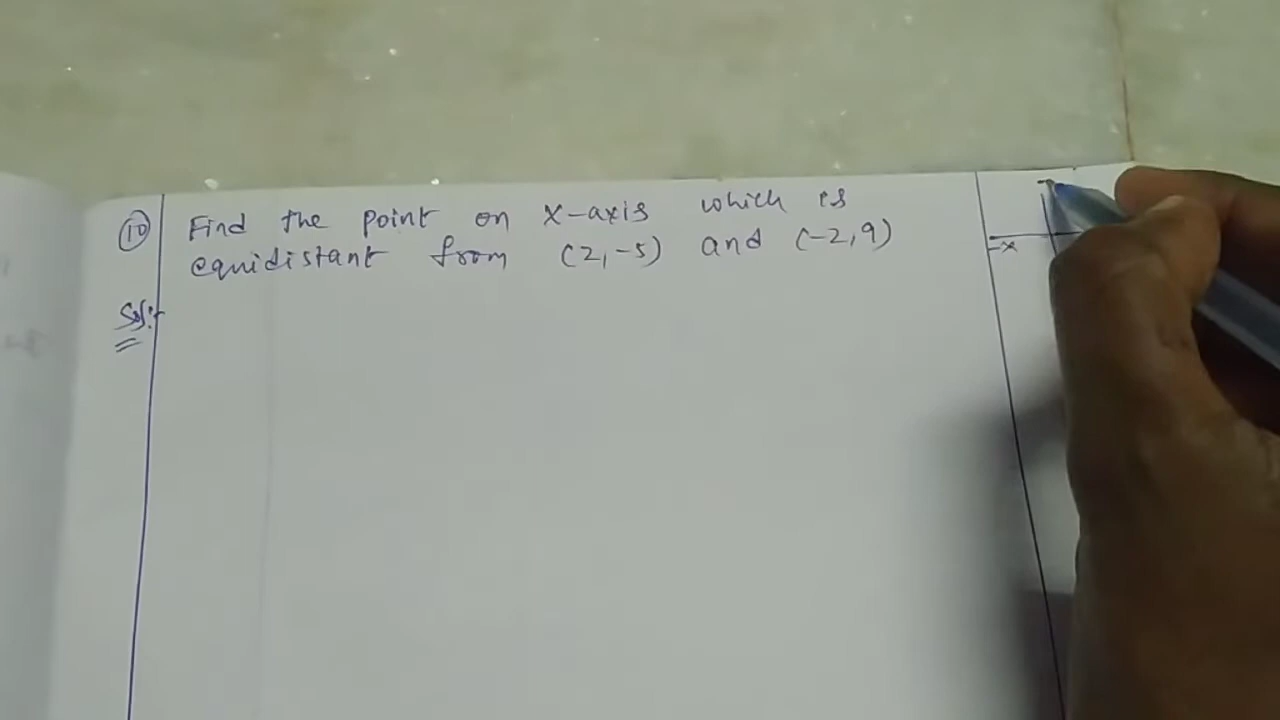 10 Find the point on x-axis which is
equidistant from (2,-5) and (-2,9)
Sol:-
-x